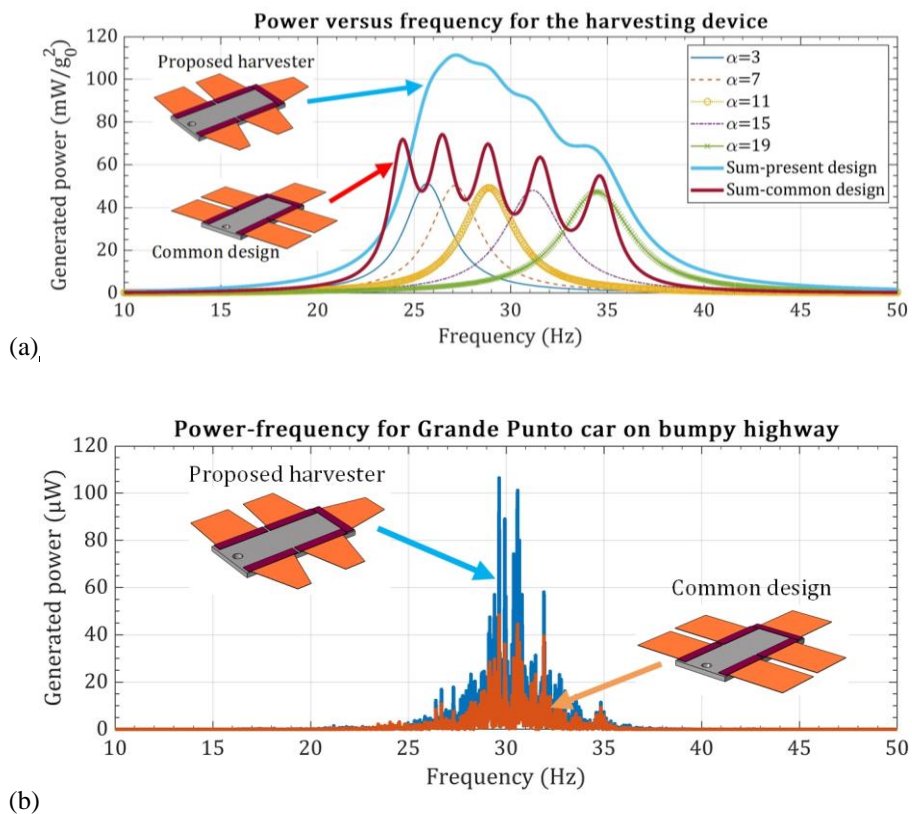 Power versus frequency for the harvesting device
Generated power (mW/g₀²)
120
100
80
60
40
20
0
10
15
20
25
30
35
40
45
50
Frequency (Hz)
Proposed harvester
Common design
α=3
α=7
α=11
α=15
α=19
Sum-present design
Sum-common design
(a)
Power-frequency for Grande Punto car on bumpy highway
Generated power (μW)
120
100
80
60
40
20
0
10
15
20
25
30
35
40
45
50
Frequency (Hz)
Proposed harvester
Common design
(b)